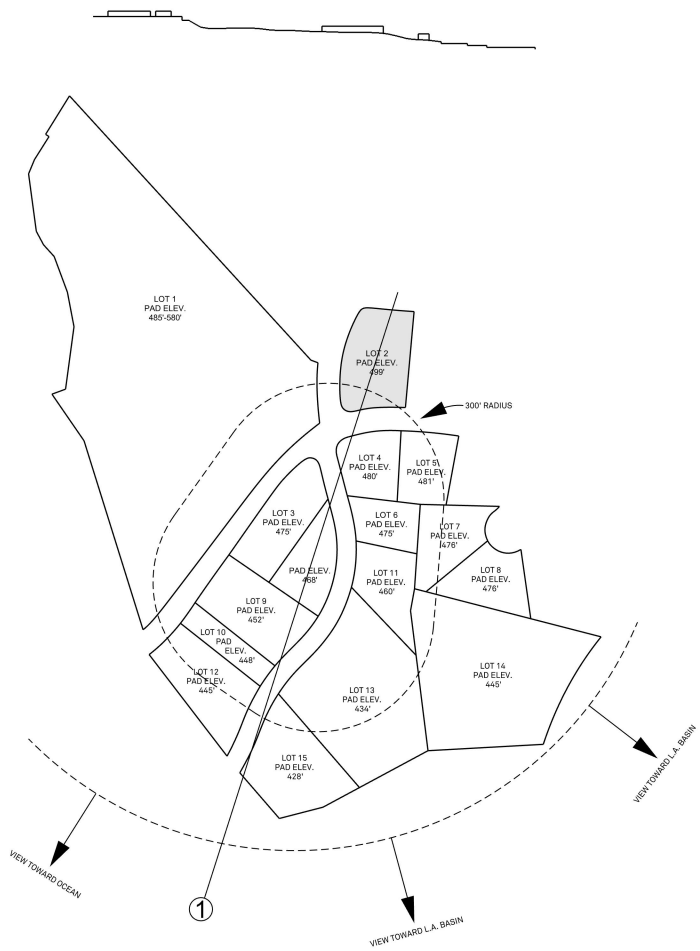 LOT 1
PAD ELEV.
485'-580'
LOT 2
PAD ELEV.
499'
300' RADIUS
LOT 4
PAD ELEV.
480'
LOT 5
PAD ELEV.
481'
LOT 3
PAD ELEV.
475'
LOT 6
PAD ELEV.
475'
LOT 7
PAD ELEV.
476'
PAD ELEV.
468'
LOT 11
PAD ELEV.
460'
LOT 8
PAD ELEV.
476'
LOT 9
PAD ELEV.
452'
LOT 10
PAD
ELEV.
448'
LOT 12
PAD ELEV.
445'
LOT 13
PAD ELEV.
434'
LOT 14
PAD ELEV.
445'
LOT 15
PAD ELEV.
428'
VIEW TOWARD L.A. BASIN
VIEW TOWARD OCEAN
1
VIEW TOWARD L.A. BASIN